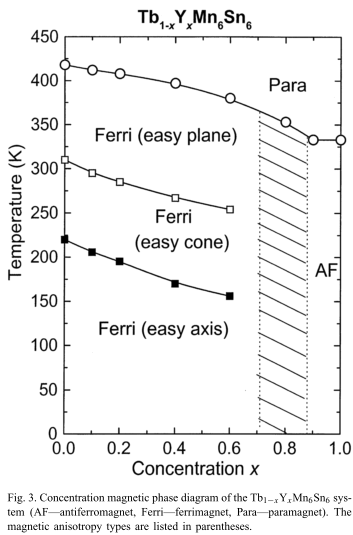 Tb1-xYxMn6Sn6
450
400
350
300
250
200
150
100
50
0
Temperature (K)
Para
Ferri (easy plane)
Ferri
(easy cone)
AF
Ferri (easy axis)
0.0 0.2 0.4 0.6 0.8 1.0
Concentration x
Fig. 3. Concentration magnetic phase diagram of the Tb1−xYxMn6Sn6 sys-
tem (AF—antiferromagnet, Ferri—ferrimagnet, Para—paramagnet). The
magnetic anisotropy types are listed in parentheses.